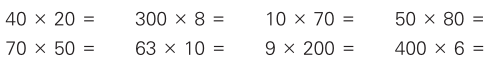 40 × 20 = 300 × 8 = 10 × 70 = 50 × 80 =
70 × 50 = 63 × 10 = 9 × 200 = 400 × 6 =